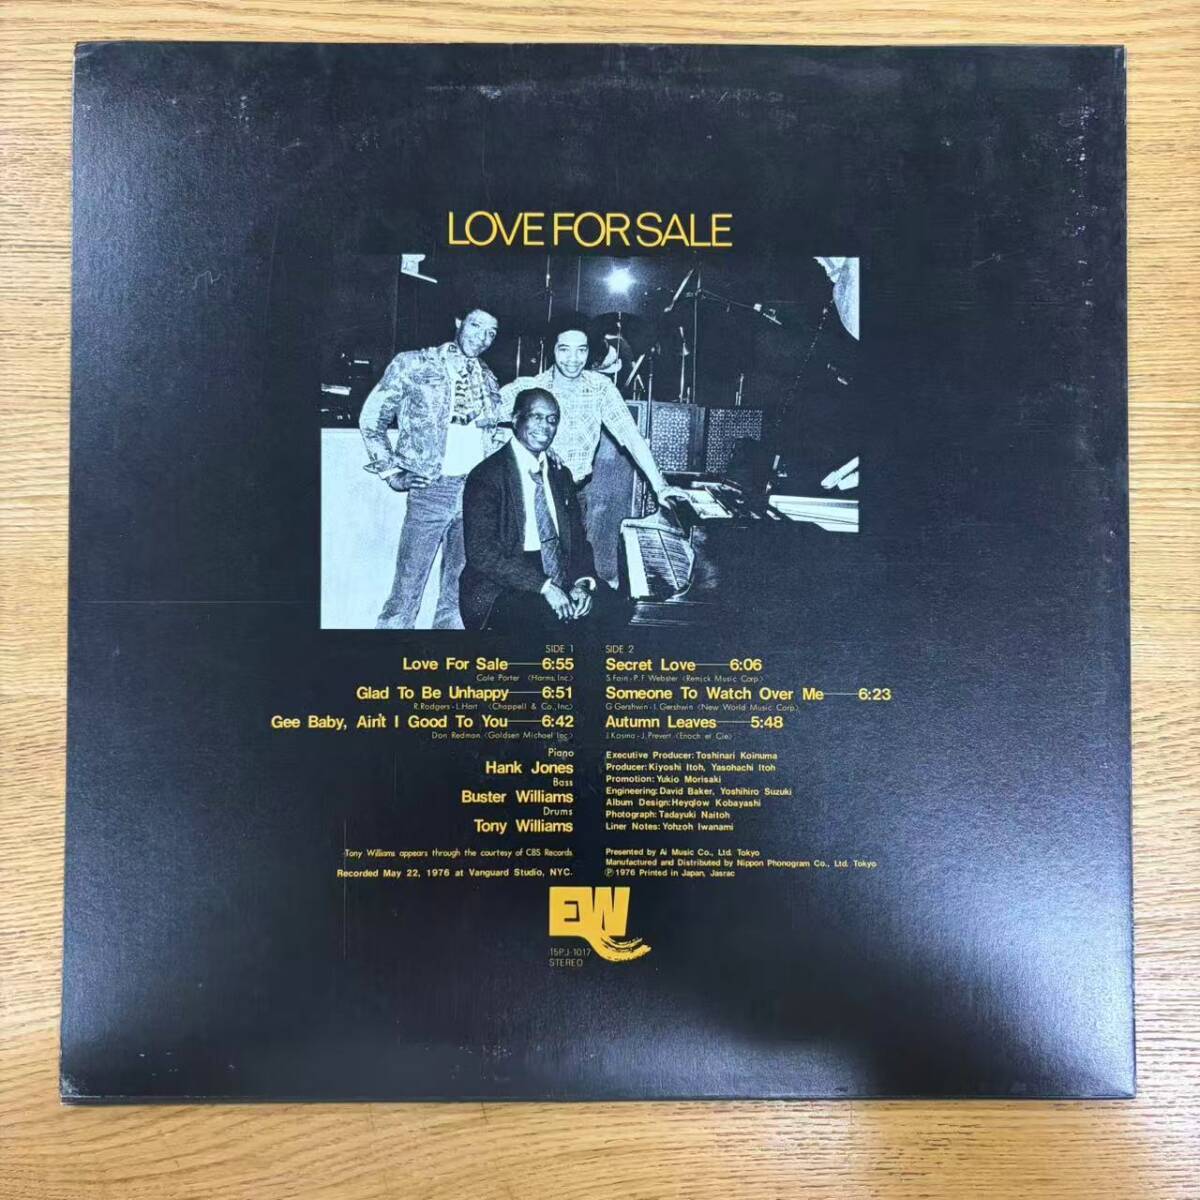 LOVE FOR SALE
SIDE 1
Love For Sale 6:55
Cole Porter (Harms, Inc.)
Glad To Be Unhappy 6:51
R. Rodgers - L. Hart (Chappell & Co., Inc.)
Gee Baby, Ain't I Good To You 6:42
Don Redman (Goldsen Michael Inc.)
Piano
Hank Jones
Bass
Buster Williams
Drums
Tony Williams
Tony Williams appears through the courtesy of CBS Records
Recorded May 22, 1976 at Vanguard Studio, NYC.
SIDE 2
Secret Love 6:06
S. Fain - P. F. Webster (Remick Music Corp.)
Someone To Watch Over Me 6:23
G. Gershwin - I. Gershwin (New World Music Corp.)
Autumn Leaves 5:48
J. Kosma - J. Prevert (Enoch et Cie)
Executive Producer: Toshinari Koinuma
Producer: Kiyoshi Itoh, Yasohachi Itoh
Promotion: Yukio Morisaki
Engineering: David Baker, Yoshihiro Suzuki
Album Design: Heyqlow Kobayashi
Photograph: Tadayuki Naitoh
Liner Notes: Yohzoh Iwanami
Presented by Ai Music Co., Ltd. Tokyo
Manufactured and Distributed by Nippon Phonogram Co., Ltd. Tokyo
Ⓟ 1976 Printed in Japan, Jasrac
EW
15PJ-1017
STEREO